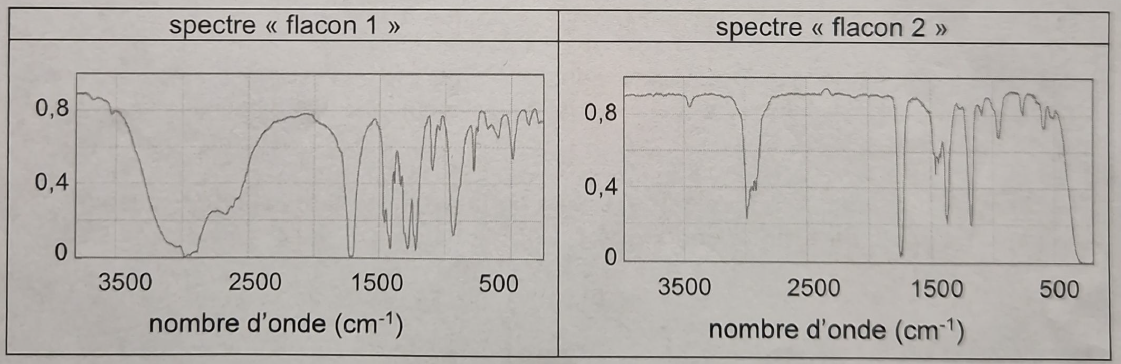 spectre « flacon 1 »
spectre « flacon 2 »
0,8
0,4
0
3500 2500 1500 500
nombre d'onde (cm-1)
0,8
0,4
0
3500 2500 1500 500
nombre d'onde (cm-1)